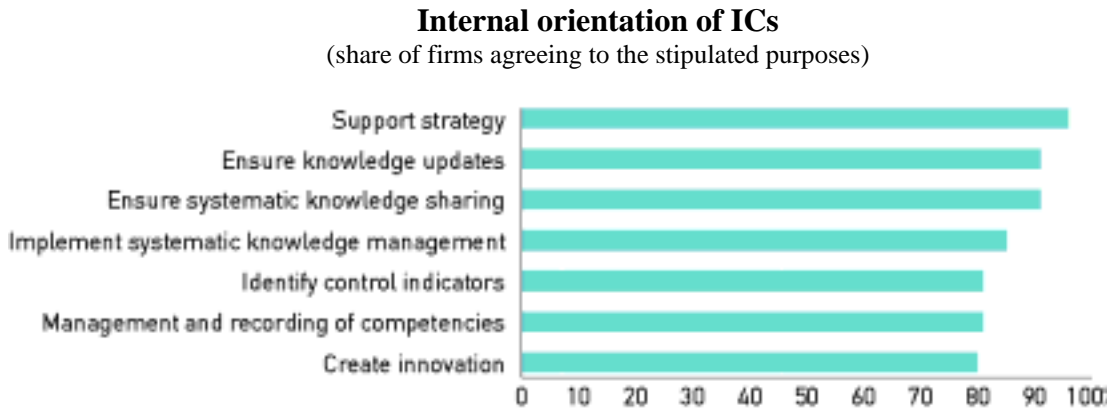 Internal orientation of ICs
(share of firms agreeing to the stipulated purposes)
Support strategy
Ensure knowledge updates
Ensure systematic knowledge sharing
Implement systematic knowledge management
Identify control indicators
Management and recording of competencies
Create innovation
0 10 20 30 40 50 60 70 80 90 100%